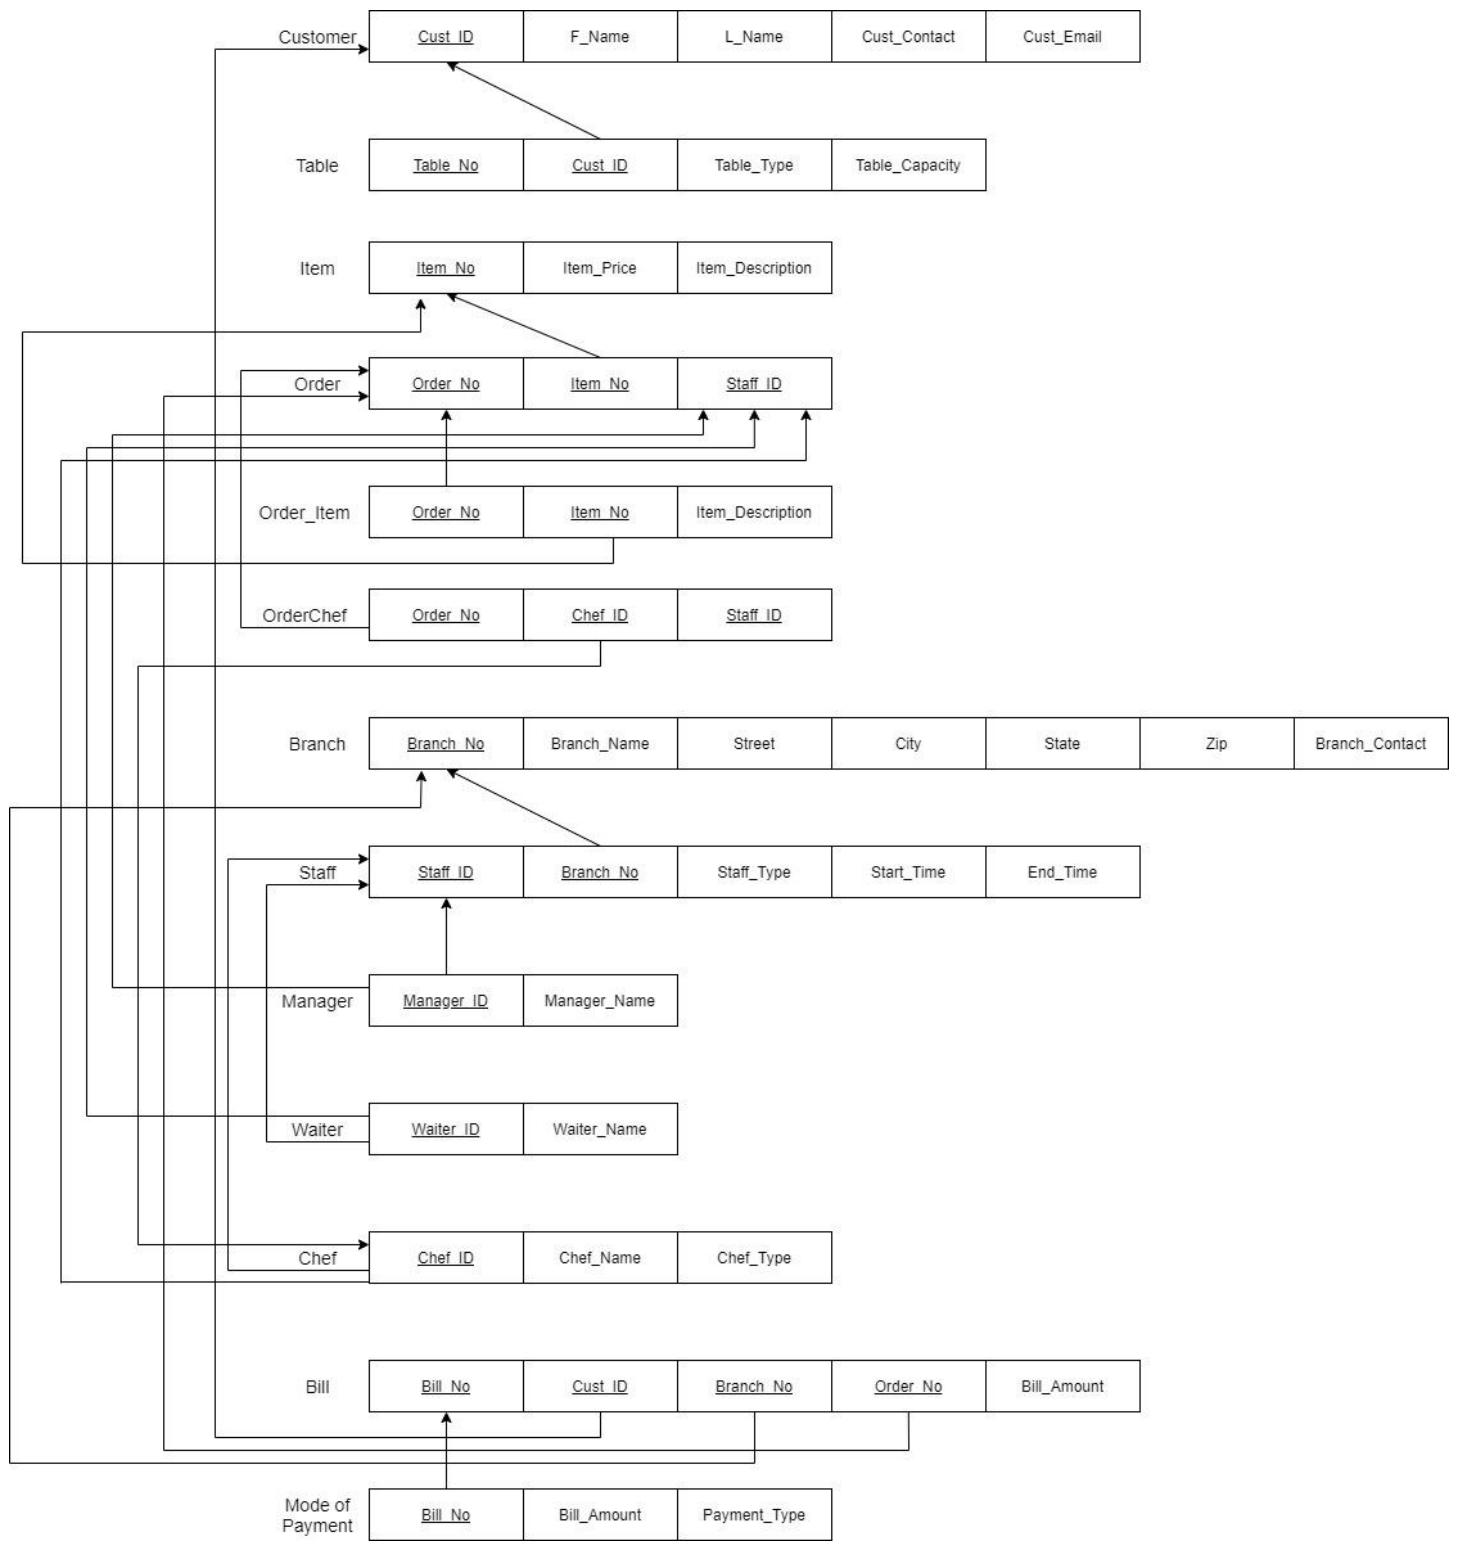 Customer Cust_ID F_Name L_Name Cust_Contact Cust_Email
Table Table_No Cust_ID Table_Type Table_Capacity
Item Item_No Item_Price Item_Description
Order Order_No Item_No Staff_ID
Order_Item Order_No Item_No Item_Description
OrderChef Order_No Chef_ID Staff_ID
Branch Branch_No Branch_Name Street City State Zip Branch_Contact
Staff Staff_ID Branch_No Staff_Type Start_Time End_Time
Manager Manager_ID Manager_Name
Waiter Waiter_ID Waiter_Name
Chef Chef_ID Chef_Name Chef_Type
Bill Bill_No Cust_ID Branch_No Order_No Bill_Amount
Mode of
Payment Bill_No Bill_Amount Payment_Type